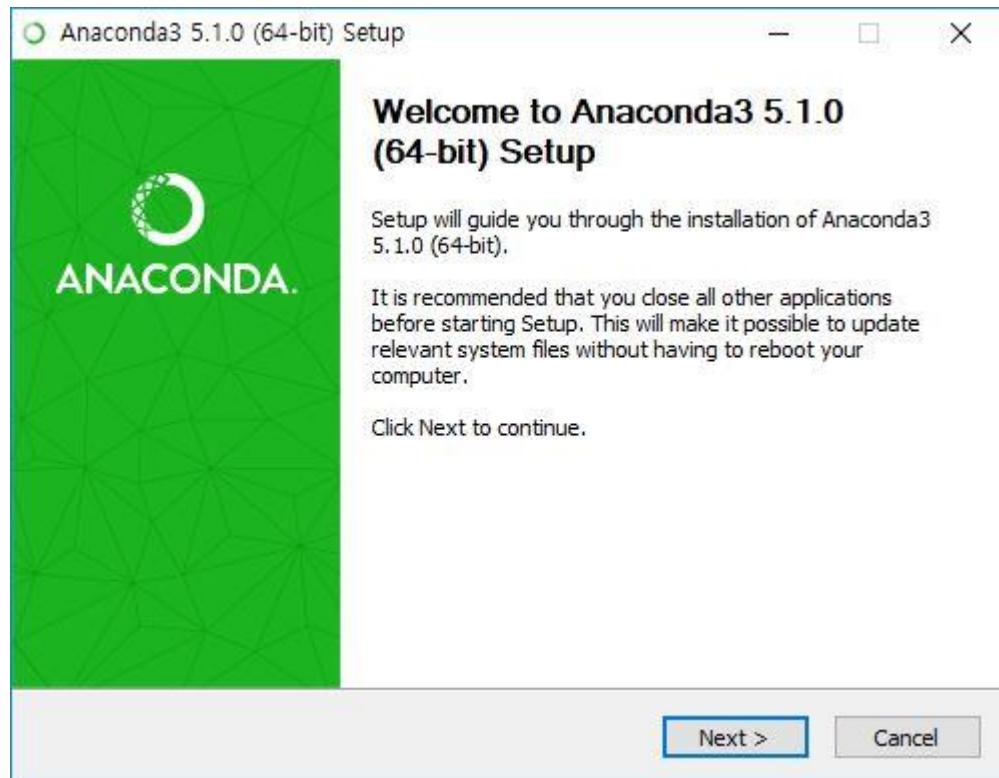 Anaconda3 5.1.0 (64-bit) Setup
ANACONDA.
Welcome to Anaconda3 5.1.0
(64-bit) Setup
Setup will guide you through the installation of Anaconda3
5.1.0 (64-bit).
It is recommended that you close all other applications
before starting Setup. This will make it possible to update
relevant system files without having to reboot your
computer.
Click Next to continue.
Next >
Cancel